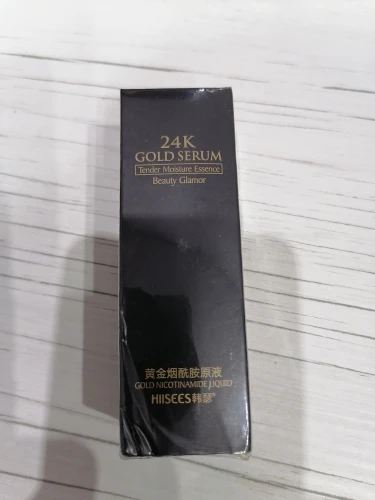 24K
GOLD SERUM
Tender Moisture Essence
Beauty Glamor
黄金烟酰胺原液
GOLD NICOTINAMIDE LIQUID
HIISEES韩瑟®